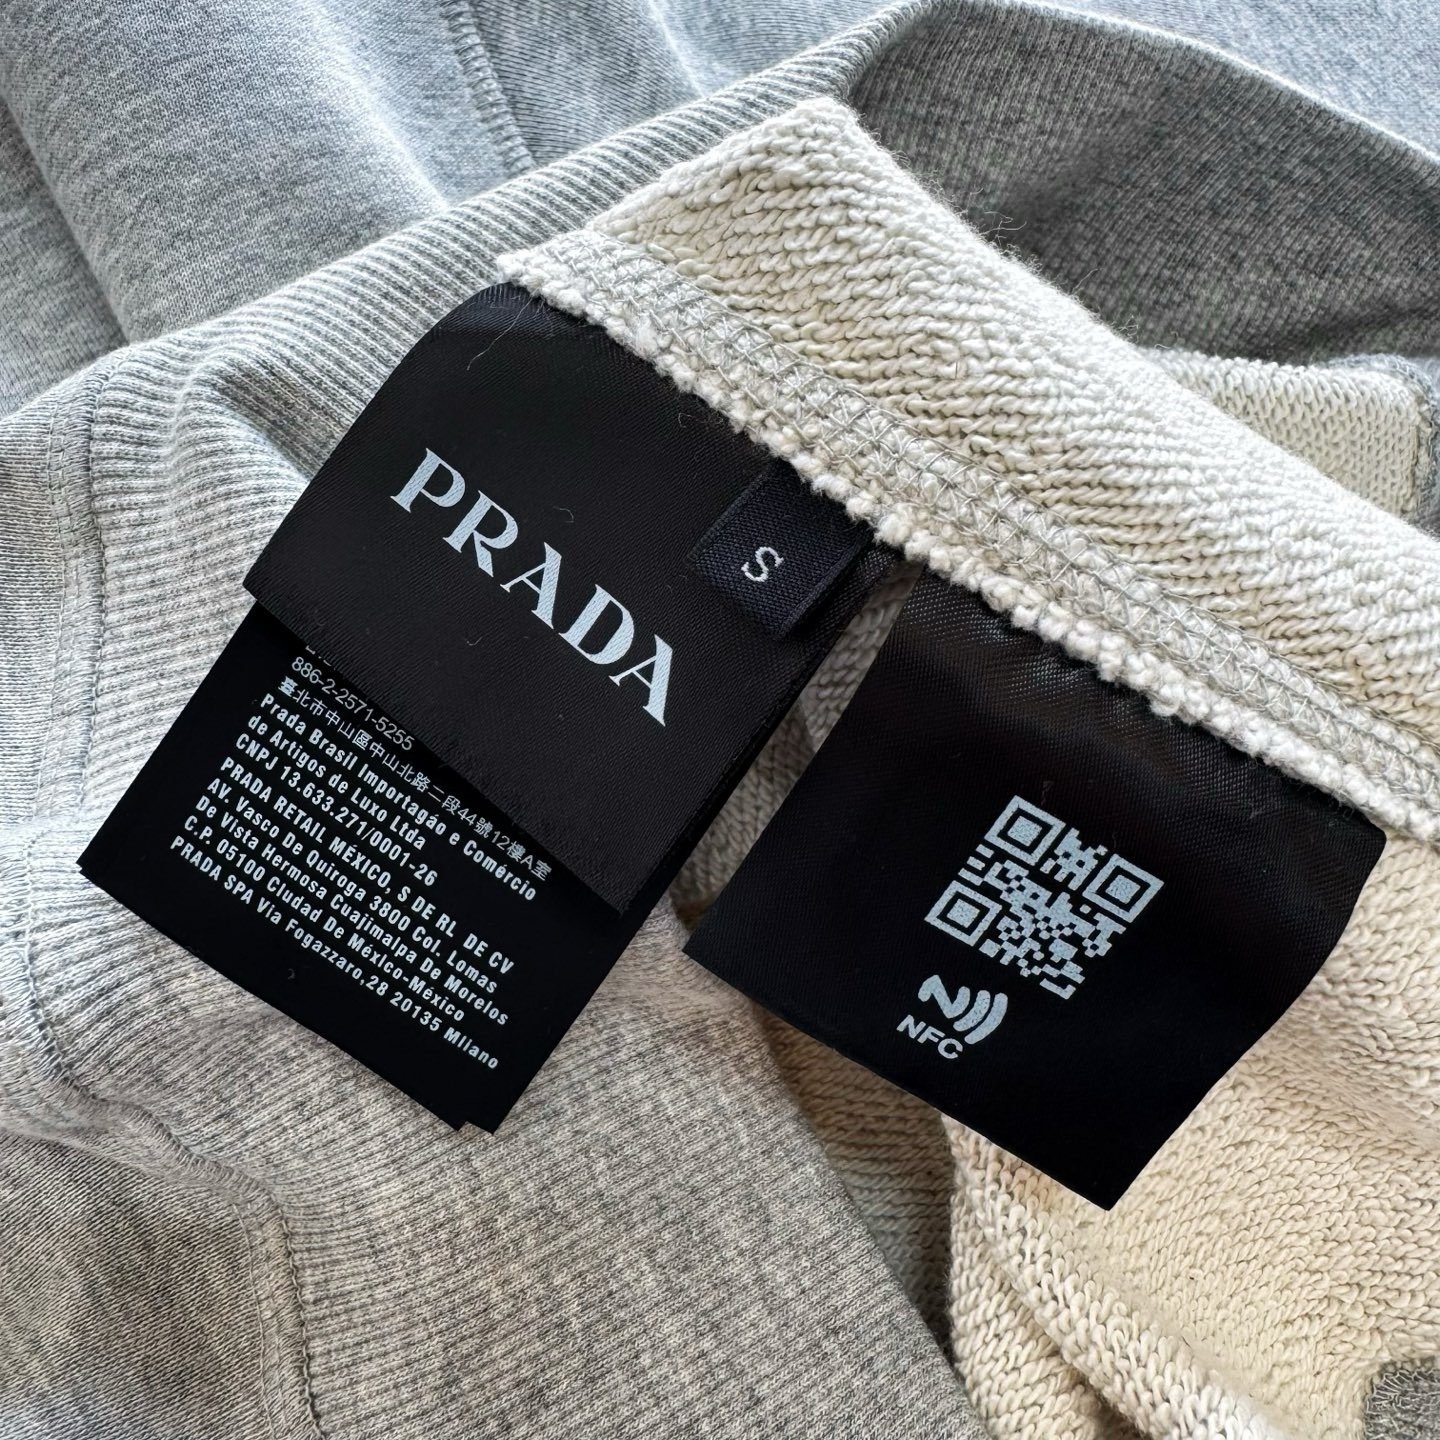 PRADA
S
886-2-2571-5255
臺北市中山區中山北路二段44號12樓A室
Prada Brasil Importagáo e Comercio
de Artigos de Luxo Ltda
CNPJ 13.633.271/0001-26
PRADA RETAIL MÉXICO, S DE RL DE CV
AV. Vasco De Quiroga 3800 Col. Lomas
De Vista Hermosa Cuajimalpa De Morelos
C.P. 05100 Ciudad De México-México
PRADA SPA Via Fogazzaro,28 20135 Milano
NFC